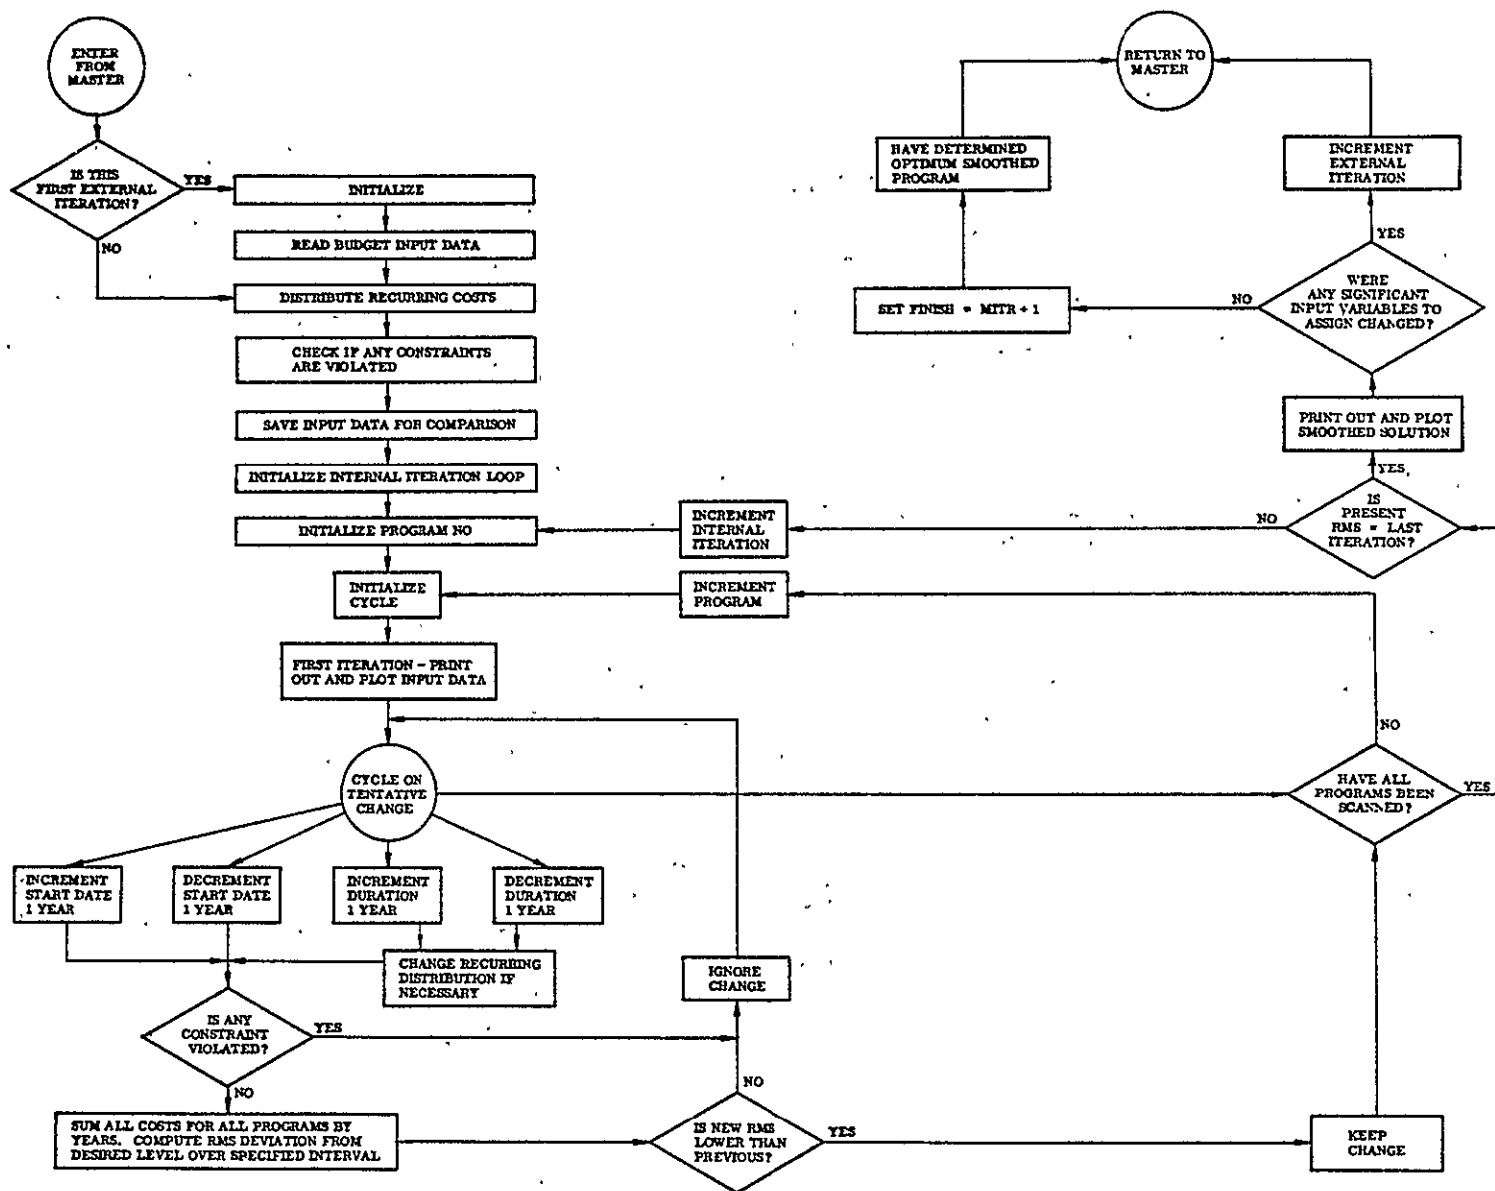 ENTER
FROM
MASTER
IS THIS
FIRST EXTERNAL
ITERATION?
YES
NO
INITIALIZE
READ BUDGET INPUT DATA
DISTRIBUTE RECURRING COSTS
CHECK IF ANY CONSTRAINTS
ARE VIOLATED
SAVE INPUT DATA FOR COMPARISON
INITIALIZE INTERNAL ITERATION LOOP
INITIALIZE PROGRAM NO
INITIALIZE
CYCLE
FIRST ITERATION - PRINT
OUT AND PLOT INPUT DATA
CYCLE ON
TENTATIVE
CHANGE
INCREMENT
START DATE
1 YEAR
DECREMENT
START DATE
1 YEAR
INCREMENT
DURATION
1 YEAR
DECREMENT
DURATION
1 YEAR
CHANGE RECURRING
DISTRIBUTION IF
NECESSARY
IS ANY
CONSTRAINT
VIOLATED?
YES
NO
SUM ALL COSTS FOR ALL PROGRAMS BY
YEARS. COMPUTE RMS DEVIATION FROM
DESIRED LEVEL OVER SPECIFIED INTERVAL
IS NEW RMS
LOWER THAN
PREVIOUS?
NO
YES
IGNORE
CHANGE
KEEP
CHANGE
HAVE ALL
PROGRAMS BEEN
SCANNED?
NO
YES
INCREMENT
PROGRAM
IS
PRESENT
RMS = LAST
ITERATION?
NO
YES
INCREMENT
INTERNAL
ITERATION
PRINT OUT AND PLOT
SMOOTHED SOLUTION
WERE
ANY SIGNIFICANT
INPUT VARIABLES TO
ASSIGN CHANGED?
NO
YES
SET FINISH = MITR + 1
HAVE DETERMINED
OPTIMUM SMOOTHED
PROGRAM
INCREMENT
EXTERNAL
ITERATION
RETURN TO
MASTER